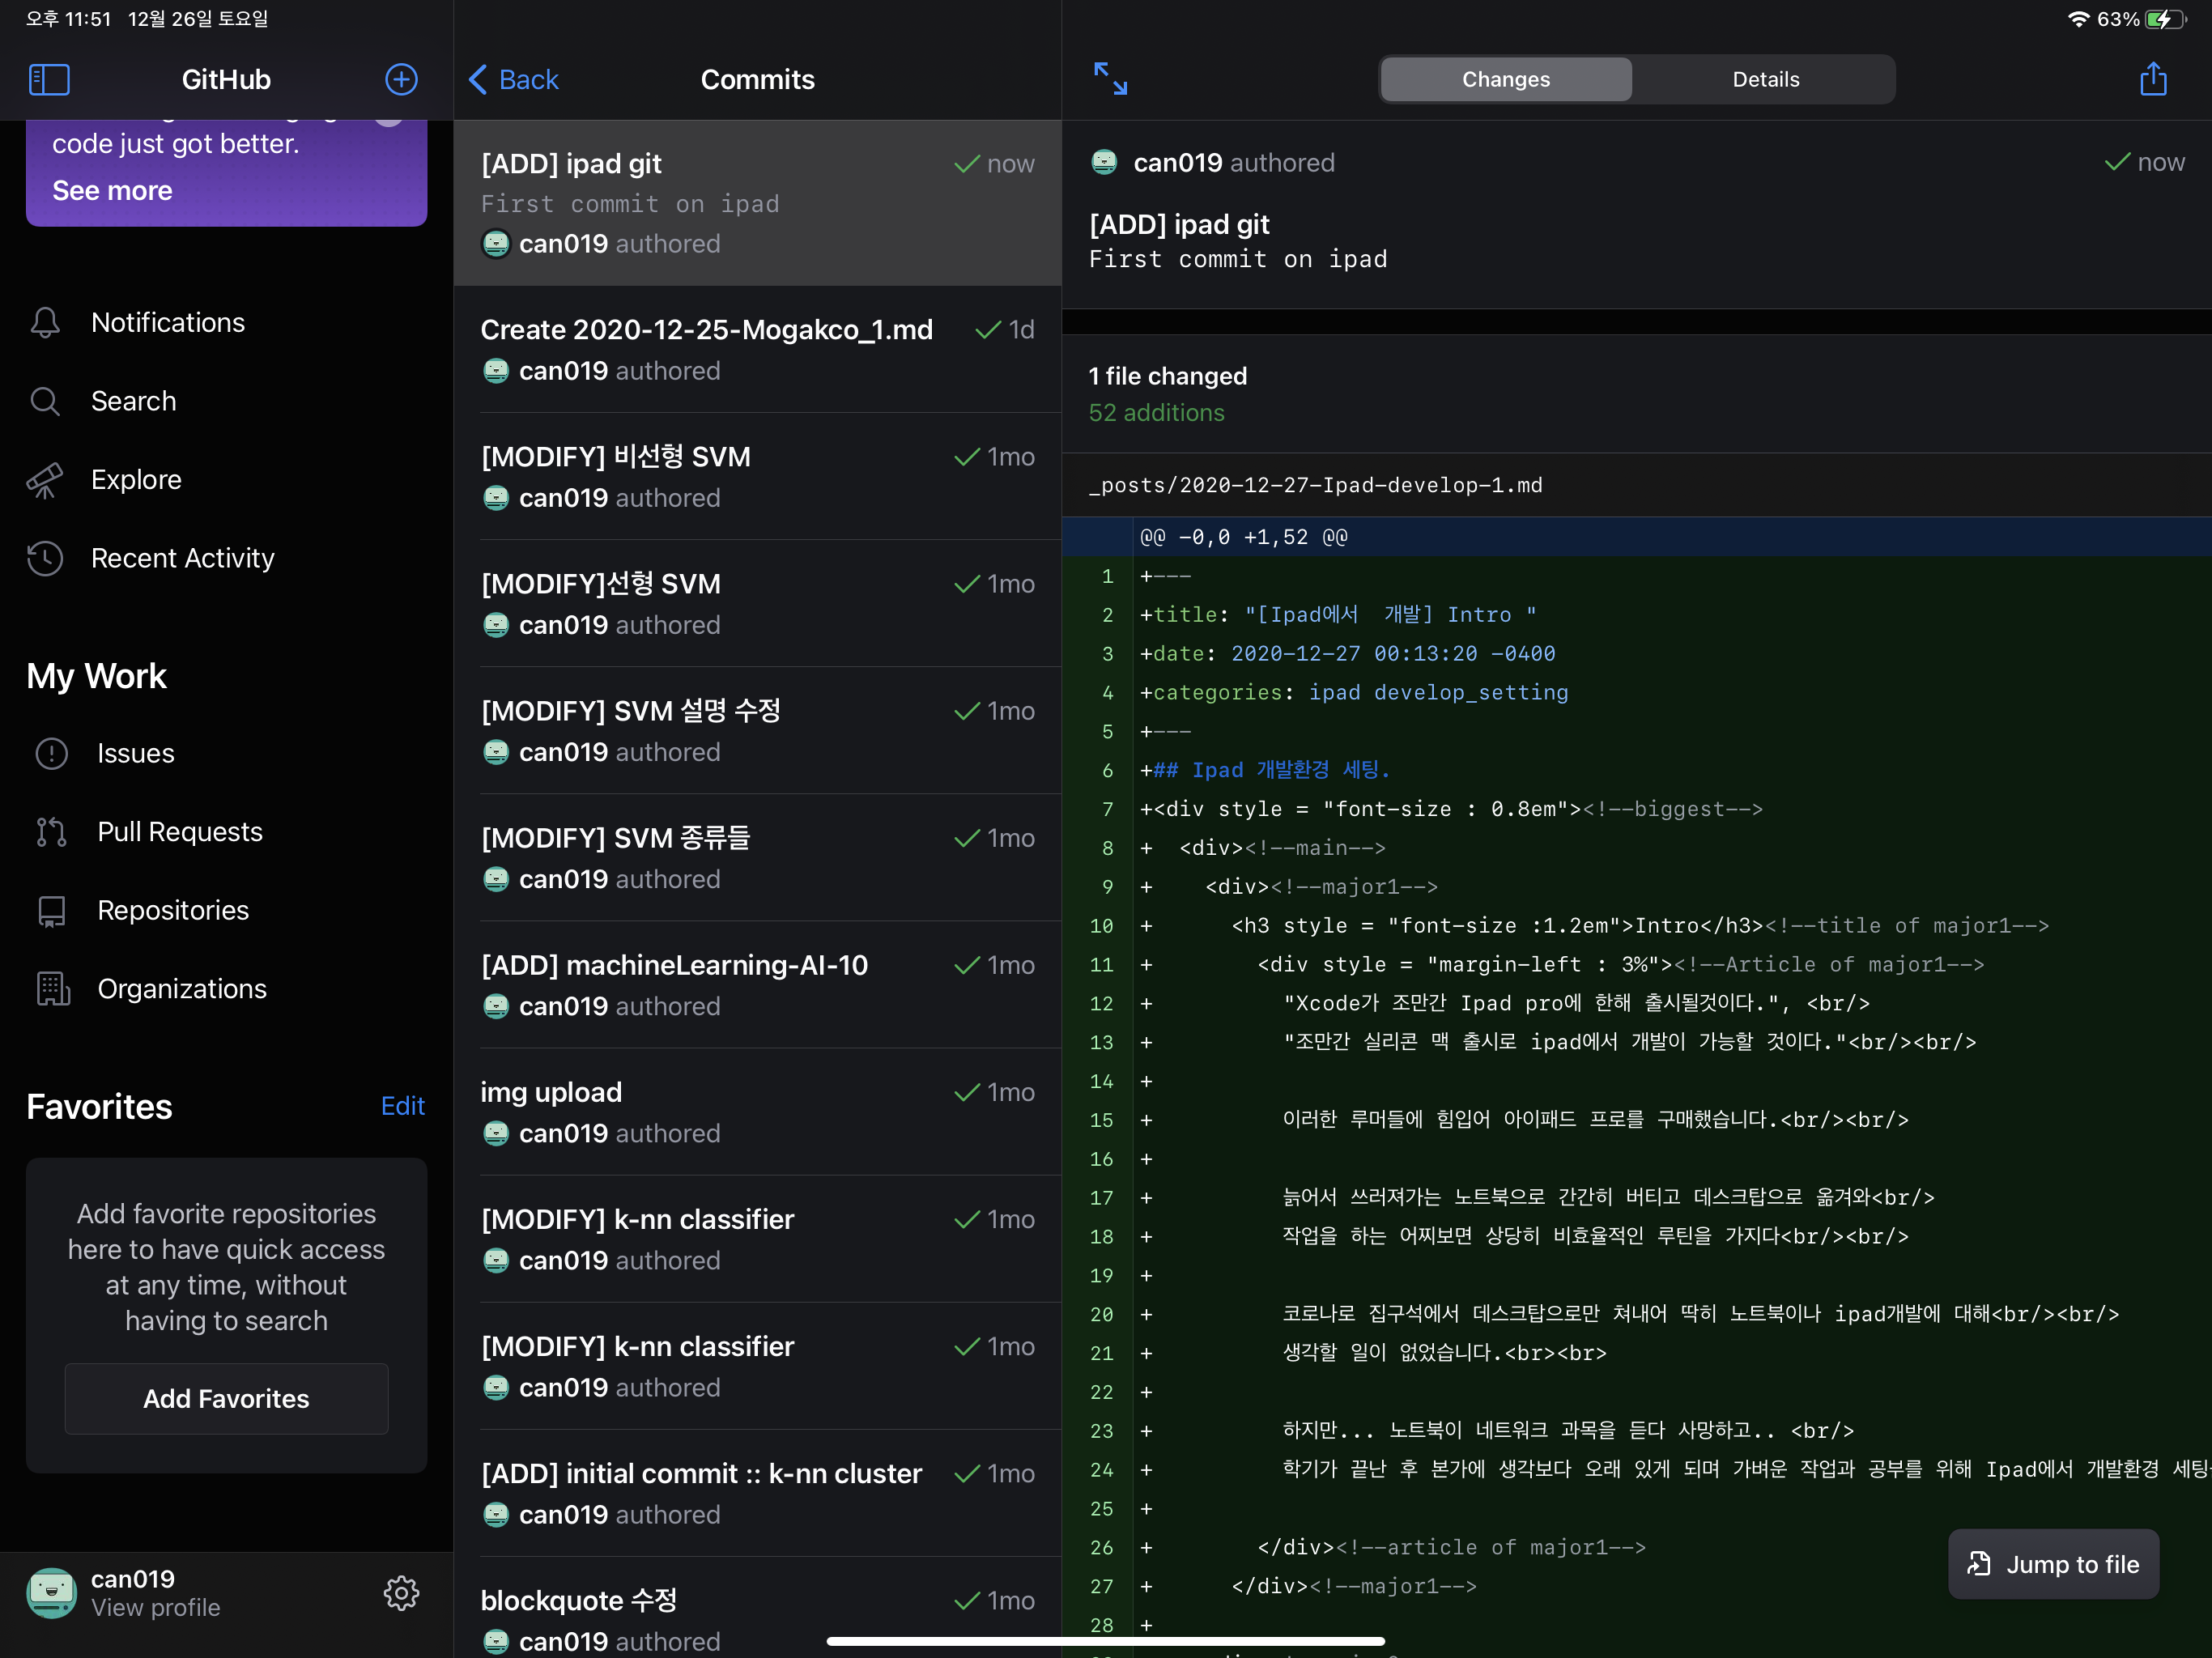 오후 11:51 12월 26일 토요일
63%
GitHub
code just got better.
See more
Notifications
Search
Explore
Recent Activity
My Work
Issues
Pull Requests
Repositories
Organizations
Favorites
Edit
Add favorite repositories
here to have quick access
at any time, without
having to search
Add Favorites
can019
View profile
Back
Commits
[ADD] ipad git
now
First commit on ipad
can019 authored
Create 2020-12-25-Mogakco_1.md
1d
can019 authored
[MODIFY] 비선형 SVM
1mo
can019 authored
[MODIFY]선형 SVM
1mo
can019 authored
[MODIFY] SVM 설명 수정
1mo
can019 authored
[MODIFY] SVM 종류들
1mo
can019 authored
[ADD] machineLearning-AI-10
1mo
can019 authored
img upload
1mo
can019 authored
[MODIFY] k-nn classifier
1mo
can019 authored
[MODIFY] k-nn classifier
1mo
can019 authored
[ADD] initial commit :: k-nn cluster
1mo
can019 authored
blockquote 수정
1mo
can019 authored
Changes
Details
can019 authored
now
[ADD] ipad git
First commit on ipad
1 file changed
52 additions
_posts/2020-12-27-Ipad-develop-1.md
@@ -0,0 +1,52 @@
1 +---
2 +title: "[Ipad에서  개발] Intro "
3 +date: 2020-12-27 00:13:20 -0400
4 +categories: ipad develop_setting
5 +---
6 +## Ipad 개발환경 세팅.
7 +<div style = "font-size : 0.8em"><!--biggest-->
8 +  <div><!--main-->
9 +    <div><!--major1-->
10 +      <h3 style = "font-size :1.2em">Intro</h3><!--title of major1-->
11 +        <div style = "margin-left : 3%"><!--Article of major1-->
12 +          "Xcode가 조만간 Ipad pro에 한해 출시될것이다.", <br/>
13 +          "조만간 실리콘 맥 출시로 ipad에서 개발이 가능할 것이다."<br/><br/>
14 +
15 +          이러한 루머들에 힘입어 아이패드 프로를 구매했습니다.<br/><br/>
16 +
17 +          늙어서 쓰러져가는 노트북으로 간간히 버티고 데스크탑으로 옮겨와<br/>
18 +          작업을 하는 어찌보면 상당히 비효율적인 루틴을 가지다<br/><br/>
19 +
20 +          코로나로 집구석에서 데스크탑으로만 쳐내어 딱히 노트북이나 ipad개발에 대해<br/><br/>
21 +          생각할 일이 없었습니다.<br><br>
22 +
23 +          하지만... 노트북이 네트워크 과목을 듣다 사망하고.. <br/>
24 +          학기가 끝난 후 본가에 생각보다 오래 있게 되며 가벼운 작업과 공부를 위해 Ipad에서 개발환경 세팅
25 +
26 +        </div><!--article of major1-->
27 +      </div><!--major1-->
28 +
Jump to file